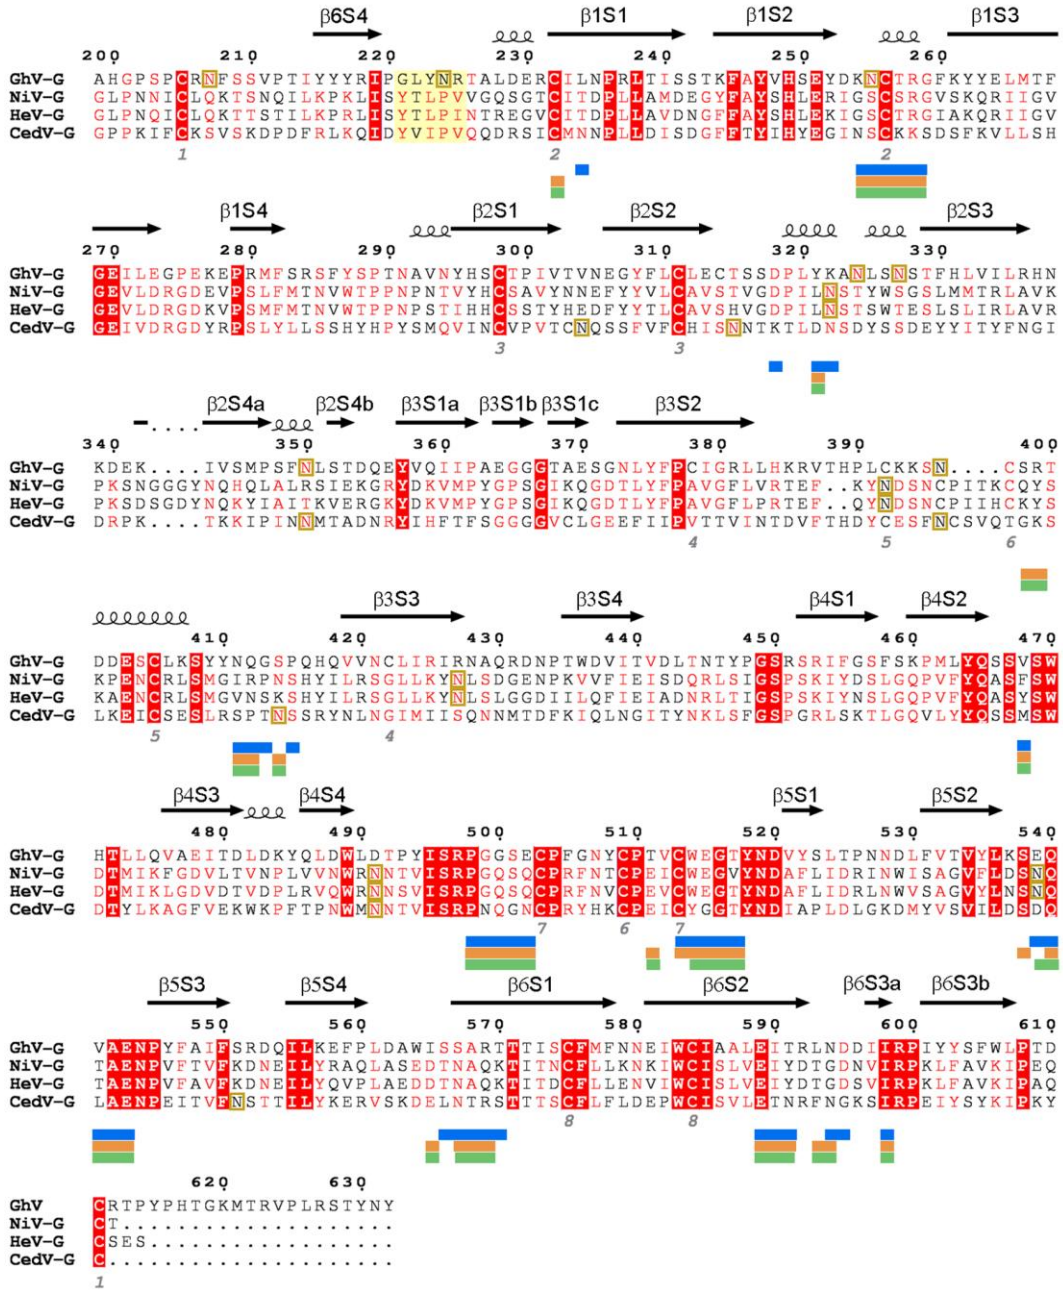 β6S4 β1S1 β1S2 β1S3
200 210 220 230 240 250 260
GhV-G AHGPSPCRNFSSVPTIYYYRIPGLYNRTALDERCILNPRLTISSTKFAYVHSEYDKNCTRGFKYYELMTF
NiV-G GLPNNICLQKTSNQILKPKLISYTLPVVGQSGTCITDPLLAMDEGYFAYSHLERIGSCSRGVSKQRIIGV
HeV-G GLPNQICLQKTTSTILKPRLISYTLPINTREGVCITDPLLAVDNGFFAYSHLEKIGSCTRGIAKQRIIGV
CedV-G GPPKIFCKSVSKDPDFRLKQIDYVIPVQQDRSICMNNPLLDISDGFFTYIHYEGINSCKKSDSFKVLLSH
1 2 2
β1S4 β2S1 β2S2 β2S3
270 280 290 300 310 320 330
GhV-G GEILEGPEKEPRMFSRSFYSPTNAVNYHSCTPIVTVNEGYFLCLECTSSDPLYKANLSNSTFHLVILRHN
NiV-G GEVLDRGDEVPSLFMTNVWTPPNPNTVYHCSAVYNNEFYYVLCAVSTVGDPILNSTYWSGSLMMTRLAVK
HeV-G GEVLDRGDKVPSMFMTNVWTPPNPSTIHHCSSTYHEDFYYTLCAVSHVGDPILNSTSWTESLSLIRLAVR
CedV-G GEIVDRGDYRPSLYLLSSHYHPYSMQVINCVPVTCNQSSFVFCHISNNTKTLDNSDYSSDEYYITYFNGI
3 3
β2S4a β2S4b β3S1a β3S1b β3S1c β3S2
340 350 360 370 380 390 400
GhV-G KDEK....IVSMPSFNLSTDQEYVQIIPAEGGGTAESGNLYFPCIGRLLHKRVTHPLCKKSN....CSRT
NiV-G PKSNGGGYNQHQLALRSIEKGRYDKVMPYGPSGIKQGDTLYFPAVGFLVRTEF..KYNDSNCPITKCQYS
HeV-G PKSDSGDYNQKYIAITKVERGKYDKVMPYGPSGIKQGDTLYFPAVGFLPRTEF..QYNDSNCPIIHCKYS
CedV-G DRPK....TKKIPINNMTADNRYIHFTFSGGGGVCLGEEFIIPVTTVINTDVFTHDYCESFNCSVQTGKS
4 5 6
β3S3 β3S4 β4S1 β4S2
410 420 430 440 450 460 470
GhV-G DDESCLKSYYNQGSPQHQVVNCLIRIRNAQRDNPTWDVITVDLTNTYPGSRSRIFGSFSKPMLYQSSVSW
NiV-G KPENCRLSMGIRPNSHYILRSGLLKYNLSDGENPKVVFIEISDQRLSIGSPSKIYDSLGQPVFYQASFSW
HeV-G KAENCRLSMGVNSKSHYILRSGLLKYNLSLGGDIILQFIEIADNRLTIGSPSKIYNSLGQPVFYQASYSW
CedV-G LKEICSESLRSPTNSSRYNLNGIMIISQNNMTDFKIQLNGITYNKLSFGSPGRLSKTLGQVLYYQSSMSW
5 4
β4S3 β4S4 β5S1 β5S2
480 490 500 510 520 530 540
GhV-G HTLLQVAEITDLDKYQLDWLDTPYISRPGGSECPFGNYCPTVCWEGTYNDVYSLTPNNDLFVTVYLKSEQ
NiV-G DTMIKFGDVLTVNPLVVNWRNNTVISRPGQSQCPRFNTCPEICWEGVYNDAFLIDRINWISAGVFLDSNQ
HeV-G DTMIKLGDVDTVDPLRVQWRNNSVISRPGQSQCPRFNVCPEVCWEGTYNDAFLIDRLNWVSAGVYLNSNQ
CedV-G DTYLKAGFVEKWKPFTPNWMNNTVISRPNQGNCPRYHKCPEICYGGTYNDIAPLDLGKDMYVSVILDSDQ
7 6 7
β5S3 β5S4 β6S1 β6S2 β6S3a β6S3b
550 560 570 580 590 600 610
GhV-G VAENPYFAIFSRDQILKEFPLDAWISSARTTTISCFMFNNEIWCIAALEITRLNDDIIRPIYYSFWLPTD
NiV-G TAENPVFTVFKDNEILYRAQLASEDTNAQKTITNCFLLKNKIWCISLVEIYDTGDNVIRPKLFAVKIPEQ
HeV-G TAENPVFAVFKDNEILYQVPLAEDDTNAQKTITDCFLLENVIWCISLVEIYDTGDSVIRPKLFAVKIPAQ
CedV-G LAENPEITVFNSTTILYKERVSKDELNTRSTTTSCFLFLDEPWCISVLETNRFNGKSIRPEIYSYKIPKY
8 8
620 630
GhV CRTPYPHTGKMTRVPLRSTYNY
NiV-G CT....................
HeV-G CSES..................
CedV-G C.....................
1